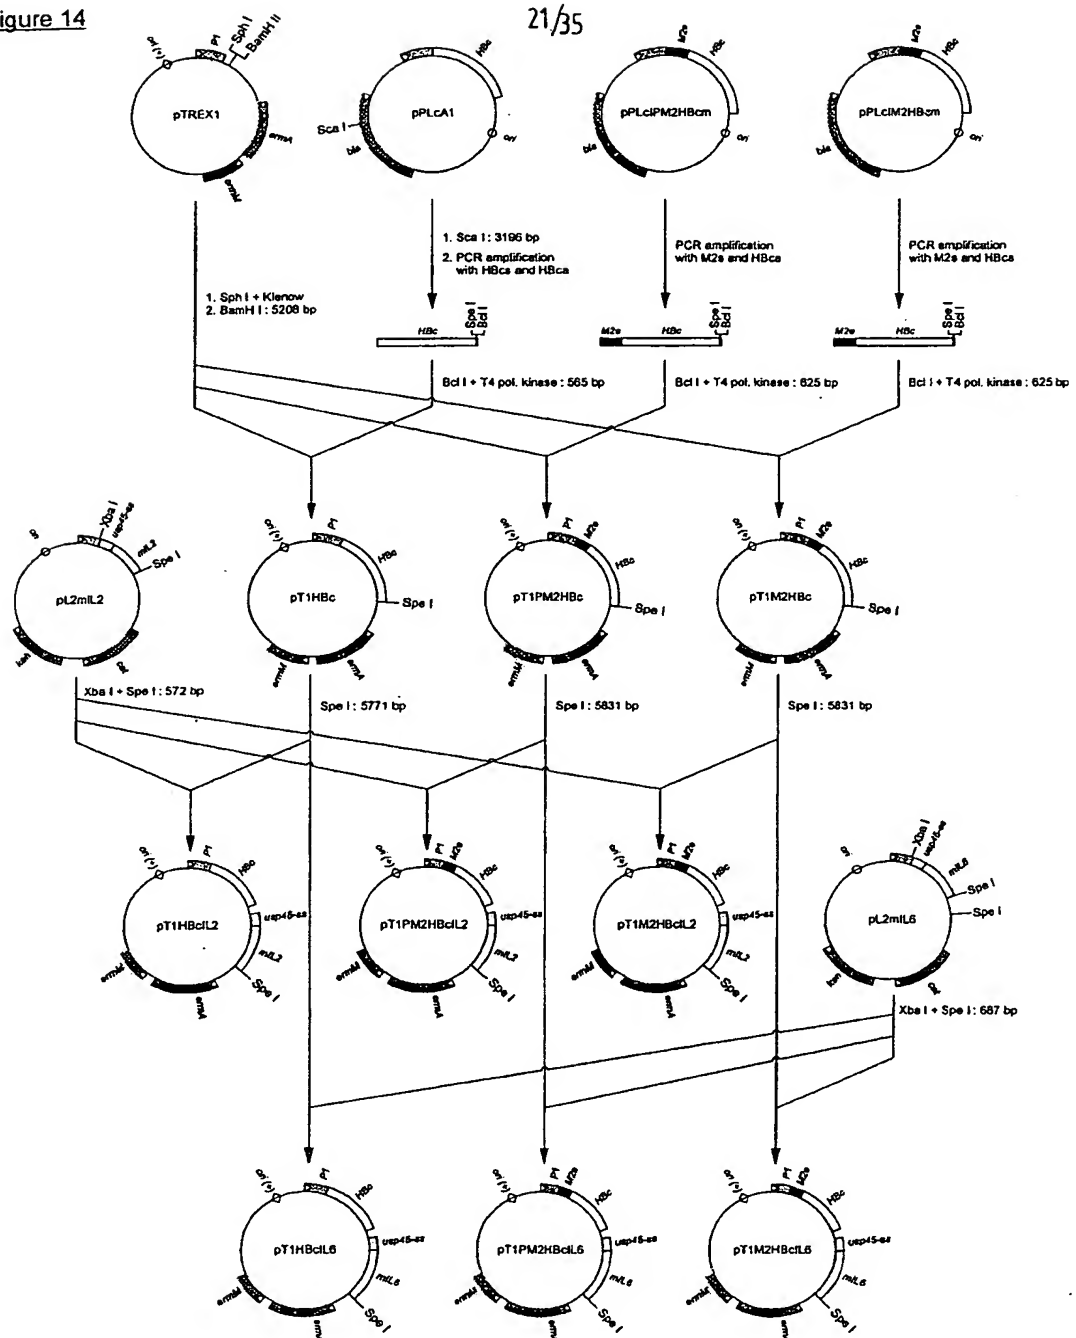 igure 14
21/35
ori (+)
P1
Sph I
BamH II
pTREX1
ermA
ermM
HBc
pPLcA1
Sca I
bla
ori
M2e
HBc
pPLcIPM2HBcm
bla
ori
M2e
HBc
pPLcIM2HBcm
bla
ori
1. Sph I + Klenow
2. BamH I : 5208 bp
1. Sca I : 3196 bp
2. PCR amplification
with HBcs and HBca
PCR amplification
with M2s and HBca
PCR amplification
with M2s and HBca
HBc
Spe I
Bcl I
M2e
HBc
Spe I
Bcl I
M2e
HBc
Spe I
Bcl I
Bcl I + T4 pol. kinase : 565 bp
Bcl I + T4 pol. kinase : 625 bp
Bcl I + T4 pol. kinase : 625 bp
Xba I
usp45-ss
mIL2
Spe I
pL2mIL2
ori (+)
P1
HBc
pT1HBc
Spe I
ermM
ermA
ori (+)
P1
M2e
HBc
pT1PM2HBc
Spe I
ermM
ermA
ori (+)
P1
M2e
HBc
pT1M2HBc
Spe I
ermM
ermA
Xba I + Spe I : 572 bp
Spe I : 5771 bp
Spe I : 5831 bp
Spe I : 5831 bp
ori (+)
P1
HBc
pT1HBcIL2
usp45-ss
mIL2
Spe I
ermM
ermA
ori (+)
P1
M2e
HBc
pT1PM2HBcIL2
usp45-ss
mIL2
Spe I
ermM
ermA
ori (+)
P1
M2e
HBc
pT1M2HBcIL2
usp45-ss
mIL2
Spe I
ermM
ermA
Xba I
usp45-ss
mIL6
Spe I
Spe I
pL2mIL6
Xba I + Spe I : 687 bp
ori (+)
P1
HBc
pT1HBcIL6
usp45-ss
mIL6
Spe I
ermM
ori (+)
P1
M2e
HBc
pT1PM2HBcIL6
usp45-ss
mIL6
Spe I
ermM
ori (+)
P1
M2e
HBc
pT1M2HBcIL6
usp45-ss
mIL6
Spe I
ermM